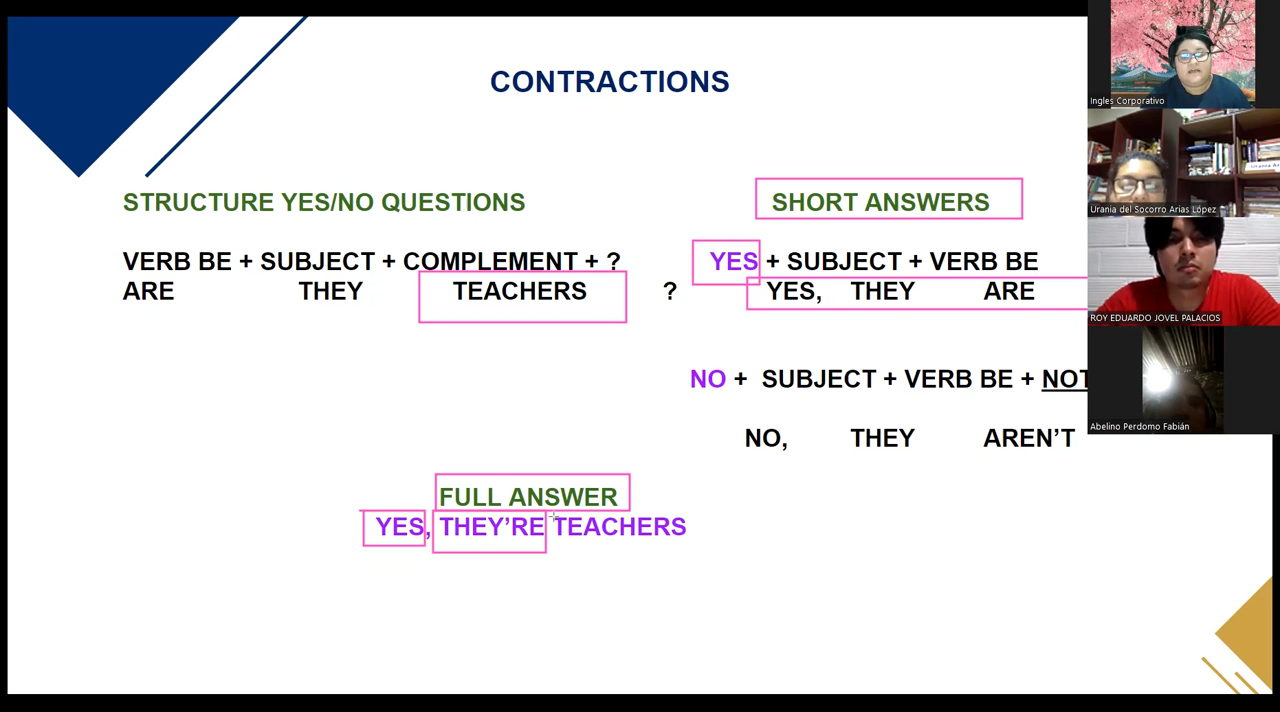 CONTRACTIONS
STRUCTURE YES/NO QUESTIONS
VERB BE + SUBJECT + COMPLEMENT + ?
ARE THEY TEACHERS ?
SHORT ANSWERS
YES + SUBJECT + VERB BE
YES, THEY ARE
NO + SUBJECT + VERB BE + NOT
NO, THEY AREN'T
FULL ANSWER
YES, THEY'RE TEACHERS
Ingles Corporativo
Urania del Socorro Arias López
ROY EDUARDO JOVEL PALACIOS
Abelino Perdomo Fabián